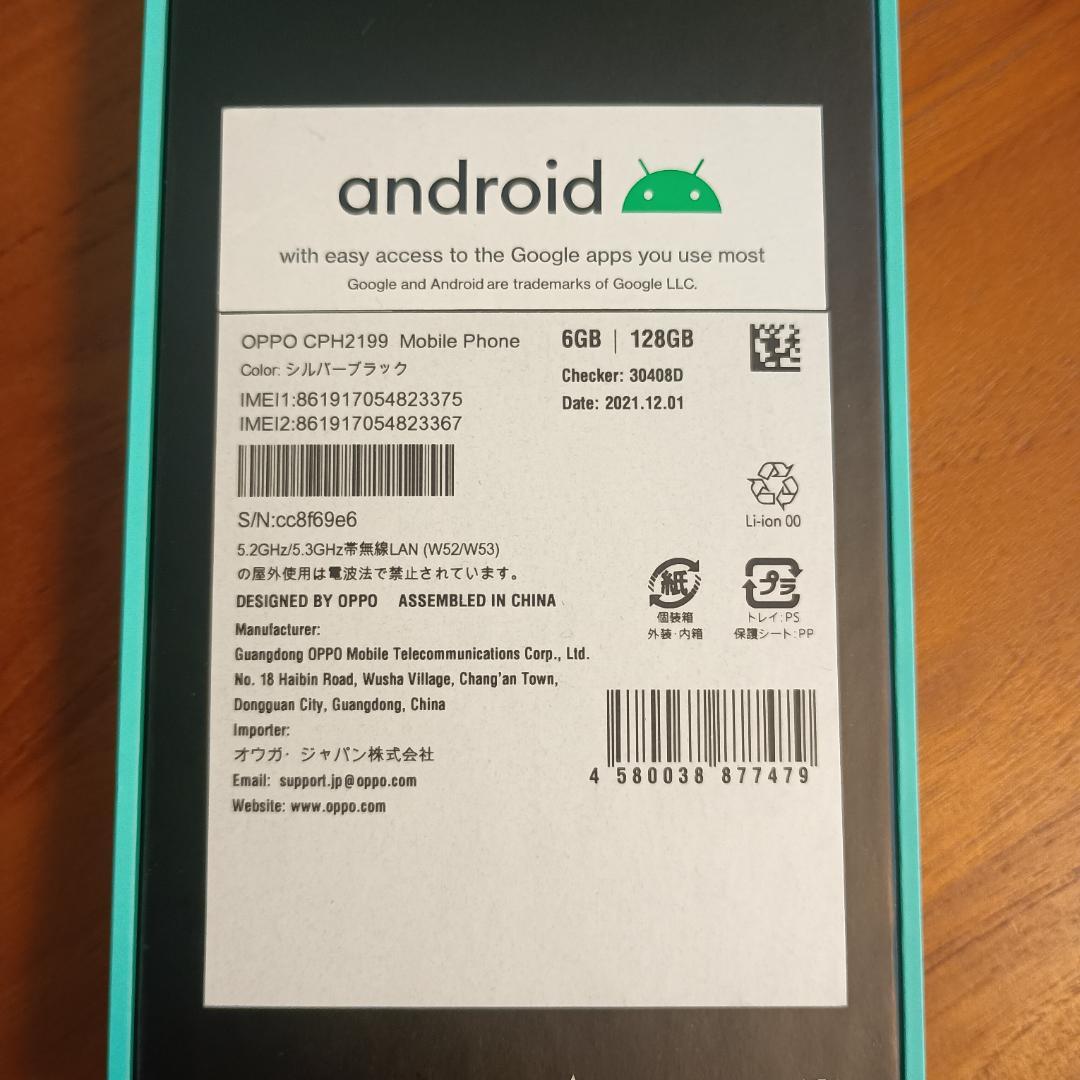 android
with easy access to the Google apps you use most
Google and Android are trademarks of Google LLC.
OPPO CPH2199 Mobile Phone
6GB | 128GB
Color: シルバーブラック
Checker: 30408D
IMEI1:861917054823375
Date: 2021.12.01
IMEI2:861917054823367
S/N:cc8f69e6
Li-ion 00
5.2GHz/5.3GHz帯無線LAN (W52/W53)
の屋外使用は電波法で禁止されています。
紙
個装箱
外装・内箱
プラ
トレイ:PS
保護シート:PP
DESIGNED BY OPPO ASSEMBLED IN CHINA
Manufacturer:
Guangdong OPPO Mobile Telecommunications Corp., Ltd.
No. 18 Haibin Road, Wusha Village, Chang'an Town,
Dongguan City, Guangdong, China
Importer:
オウガ・ジャパン株式会社
Email: support.jp@oppo.com
Website: www.oppo.com
4 580038 877479